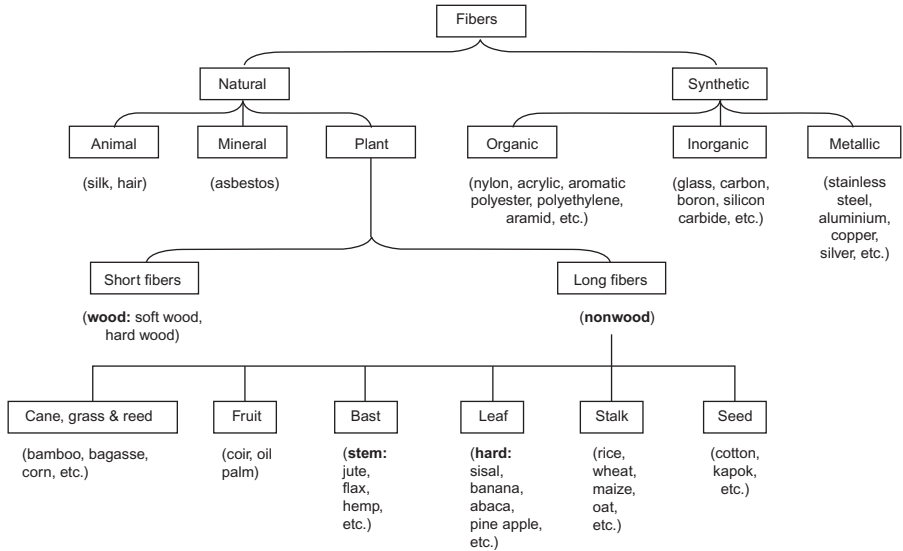 Fibers
Natural
Synthetic
Animal
Mineral
Plant
Organic
Inorganic
Metallic
(silk, hair)
(asbestos)
(nylon, acrylic, aromatic
polyester, polyethylene,
aramid, etc.)
(glass, carbon,
boron, silicon
carbide, etc.)
(stainless
steel,
aluminium,
copper,
silver, etc.)
Short fibers
Long fibers
(wood: soft wood,
hard wood)
(nonwood)
Cane, grass & reed
Fruit
Bast
Leaf
Stalk
Seed
(bamboo, bagasse,
corn, etc.)
(coir, oil
palm)
(stem:
jute,
flax,
hemp,
etc.)
(hard:
sisal,
banana,
abaca,
pine apple,
etc.)
(rice,
wheat,
maize,
oat,
etc.)
(cotton,
kapok,
etc.)